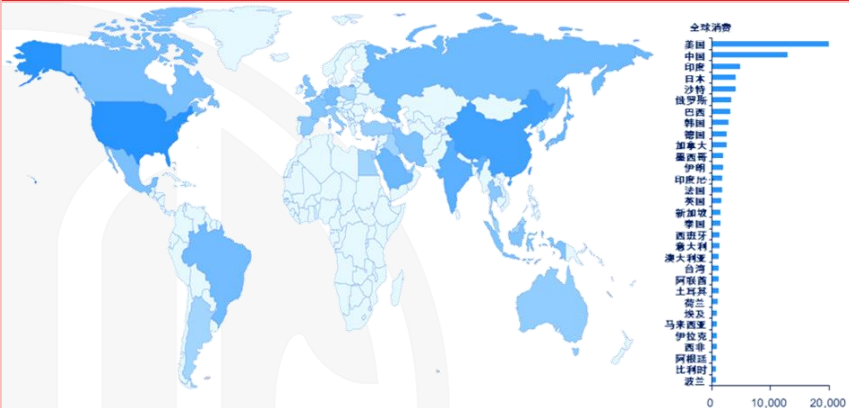 全球消费
美国
中国
印度
日本
沙特
俄罗斯
巴西
韩国
德国
加拿大
墨西哥
伊朗
印度尼
法国
英国
新加坡
泰国
西班牙
意大利
澳大利亚
台湾
阿联酋
土耳其
荷兰
埃及
马来西亚
伊拉克
西非
阿根廷
比利时
波兰
0 10,000 20,000